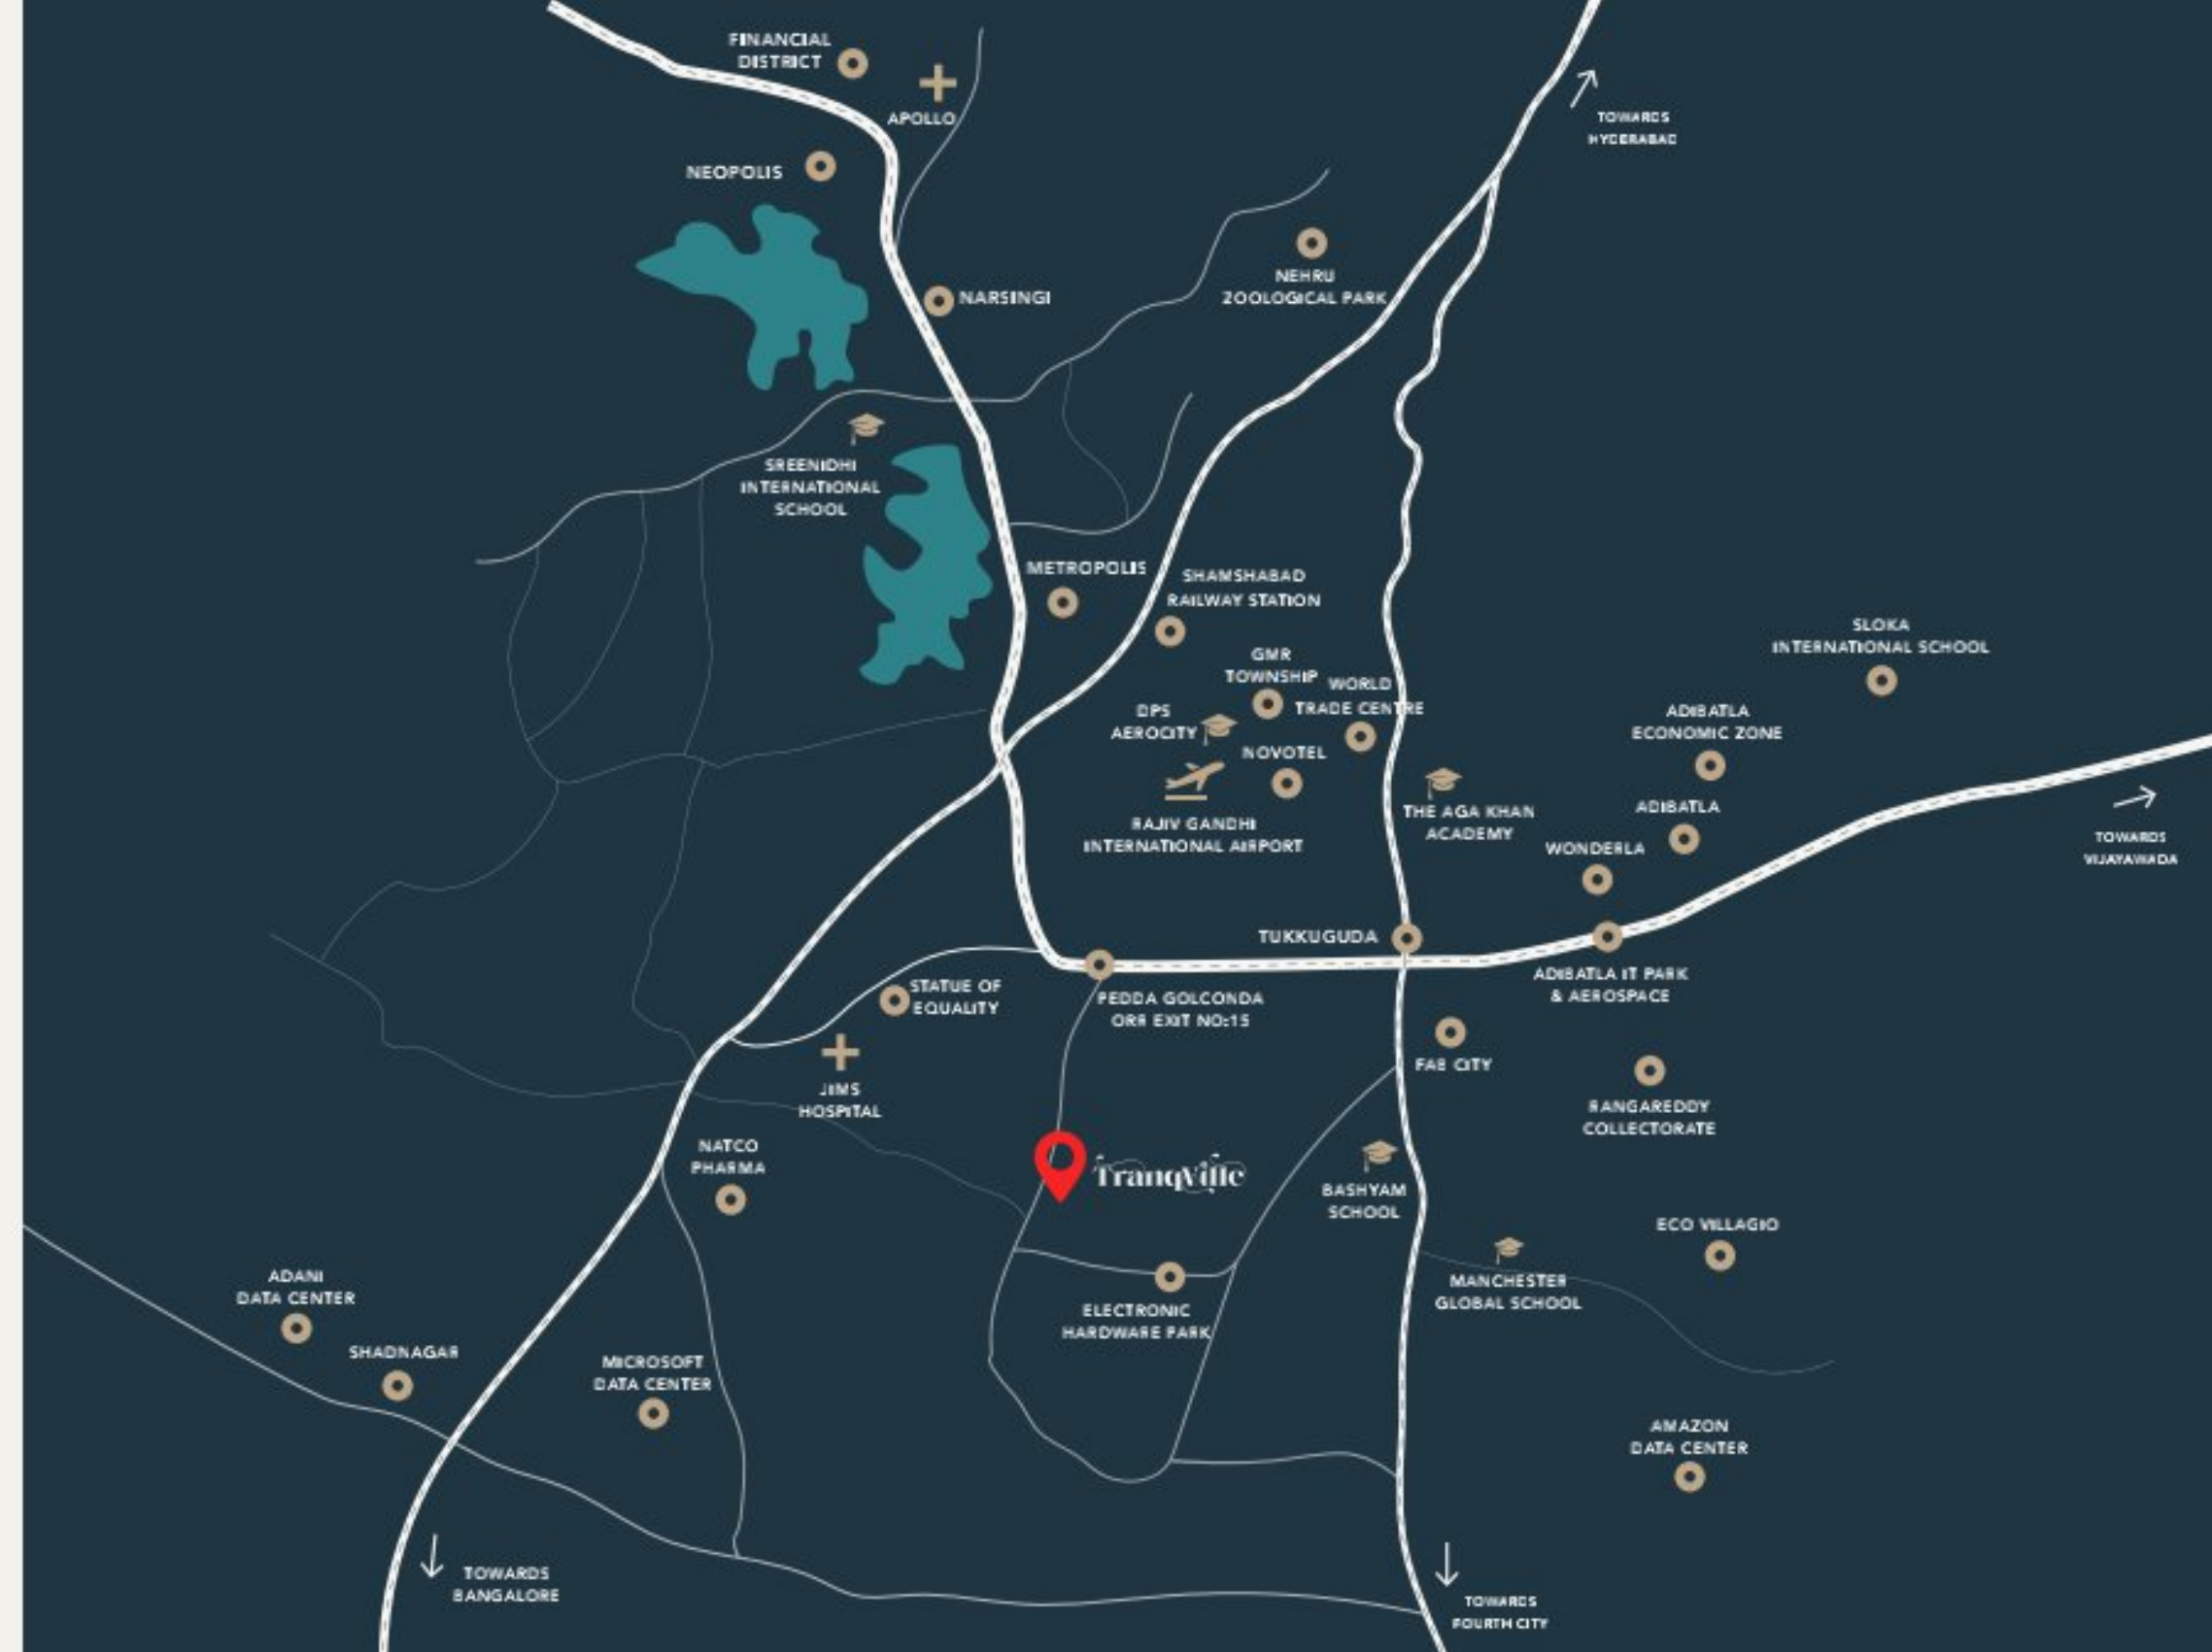 FINANCIAL
DISTRICT
APOLLO
TOWARDS
HYDERABAD
NEOPOLIS
NEHRU
ZOOLOGICAL PARK
NARSINGI
SREENIDHI
INTERNATIONAL
SCHOOL
METROPOLIS
SHAMSHABAD
RAILWAY STATION
GMR
TOWNSHIP
WORLD
TRADE CENTRE
DPS
AEROCITY
NOVOTEL
SLOKA
INTERNATIONAL SCHOOL
ADIBATLA
ECONOMIC ZONE
RAJIV GANDHI
INTERNATIONAL AIRPORT
THE AGA KHAN
ACADEMY
ADIBATLA
WONDERLA
TOWARDS
VIJAYAWADA
TUKKUGUDA
ADIBATLA IT PARK
& AEROSPACE
STATUE OF
EQUALITY
PEDDA GOLCONDA
ORR EXIT NO:15
FAB CITY
JIMS
HOSPITAL
RANGAREDDY
COLLECTORATE
NATCO
PHARMA
TranqVille
BASHYAM
SCHOOL
ECO VILLAGIO
ADANI
DATA CENTER
MANCHESTER
GLOBAL SCHOOL
ELECTRONIC
HARDWARE PARK
SHADNAGAR
MICROSOFT
DATA CENTER
AMAZON
DATA CENTER
TOWARDS
BANGALORE
TOWARDS
FOURTH CITY